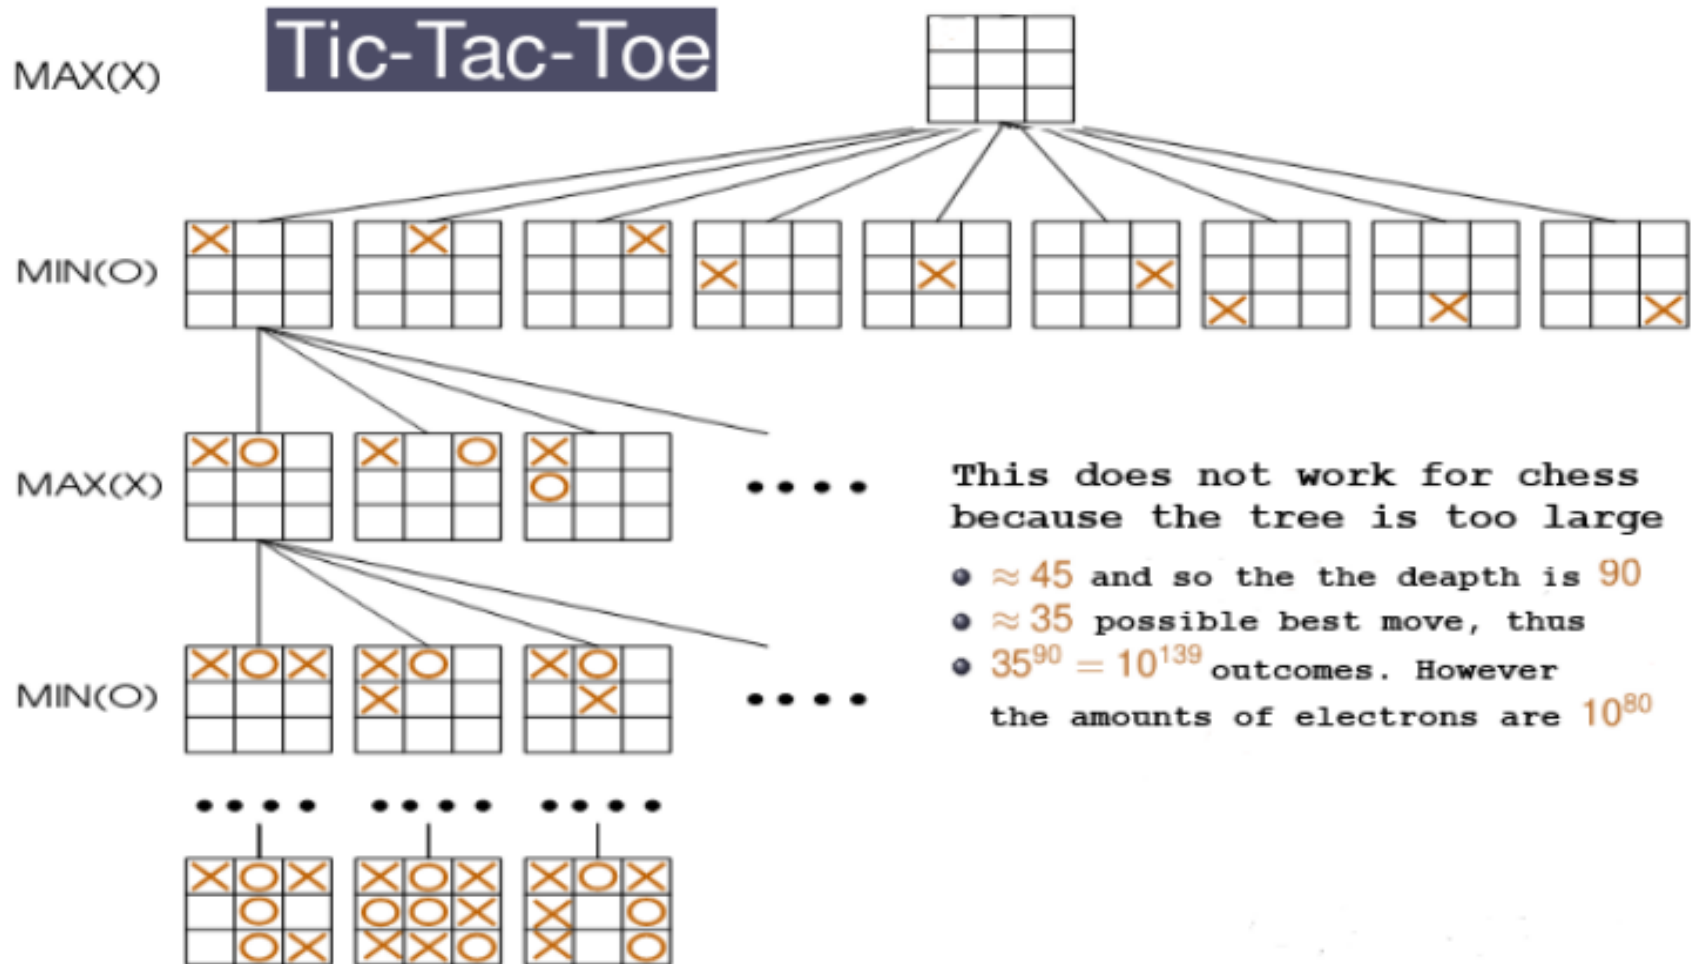 Tic-Tac-Toe
MAX(X)
MIN(O)
X X X X X X X X X
MAX(X)
X O X O X
O
This does not work for chess
because the tree is too large
≈ 45 and so the the deapth is 90
≈ 35 possible best move, thus
35⁹⁰ = 10¹³⁹ outcomes. However
the amounts of electrons are 10⁸⁰
MIN(O)
X O X X O X O
X X
X O X X O X X O X
O O O X X O
O X X X O X O